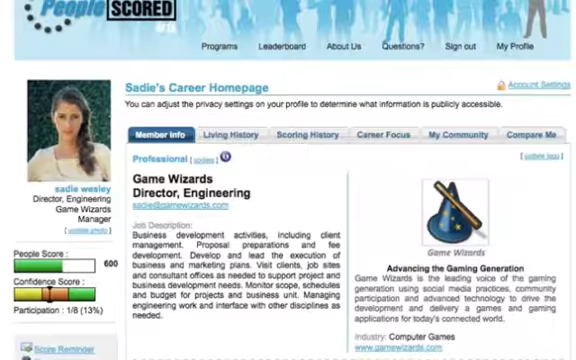 People SCORED
Programs Leaderboard About Us Questions? Sign out My Profile
Sadie's Career Homepage
Account Settings
You can adjust the privacy settings on your profile to determine what information is publicly accessible.
Member Info Living History Scoring History Career Focus My Community Compare Me
Professional [ update ]
[ update logo ]
Game Wizards
Director, Engineering
sadie@gamewizards.com
Job Description:
Business development activities, including client
management. Proposal preparations and fee
development. Develop and lead the execution of
business and marketing plans. Visit clients, job sites
and consultant offices as needed to support project and
business development needs. Monitor scope, schedules
and budget for projects and business unit. Managing
engineering work and interface with other disciplines as
needed.
Game Wizards
Advancing the Gaming Generation
Game Wizards is the leading voice of the gaming
generation using social media practices, community
participation and advanced technology to drive the
development and delivery a games and gaming
applications for today's connected world.
Industry: Computer Games
www.gamewizards.com
sadie wesley
Director, Engineering
Game Wizards
Manager
[ update photo ]
People Score :
600
Confidence Score :
Participation : 1/8 (13%)
Score Reminder